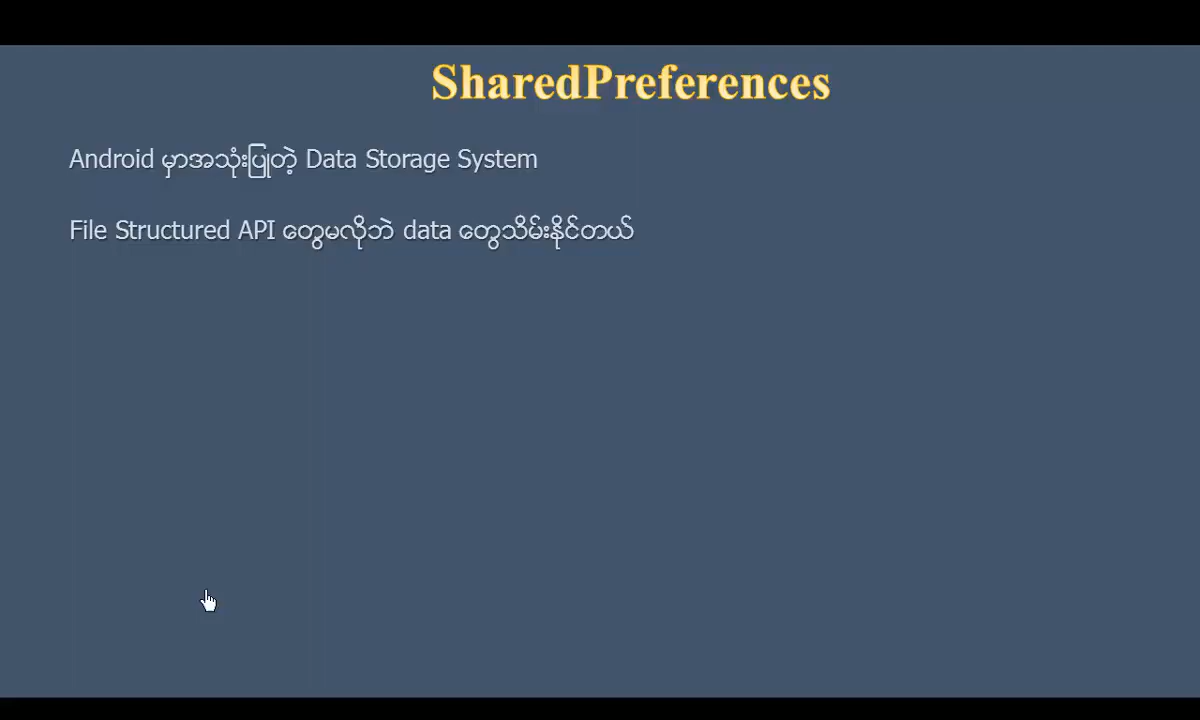 SharedPreferences
Android မှာအသုံးပြုတဲ့ Data Storage System
File Structured API တွေမလိုဘဲ data တွေသိမ်းနိုင်တယ်